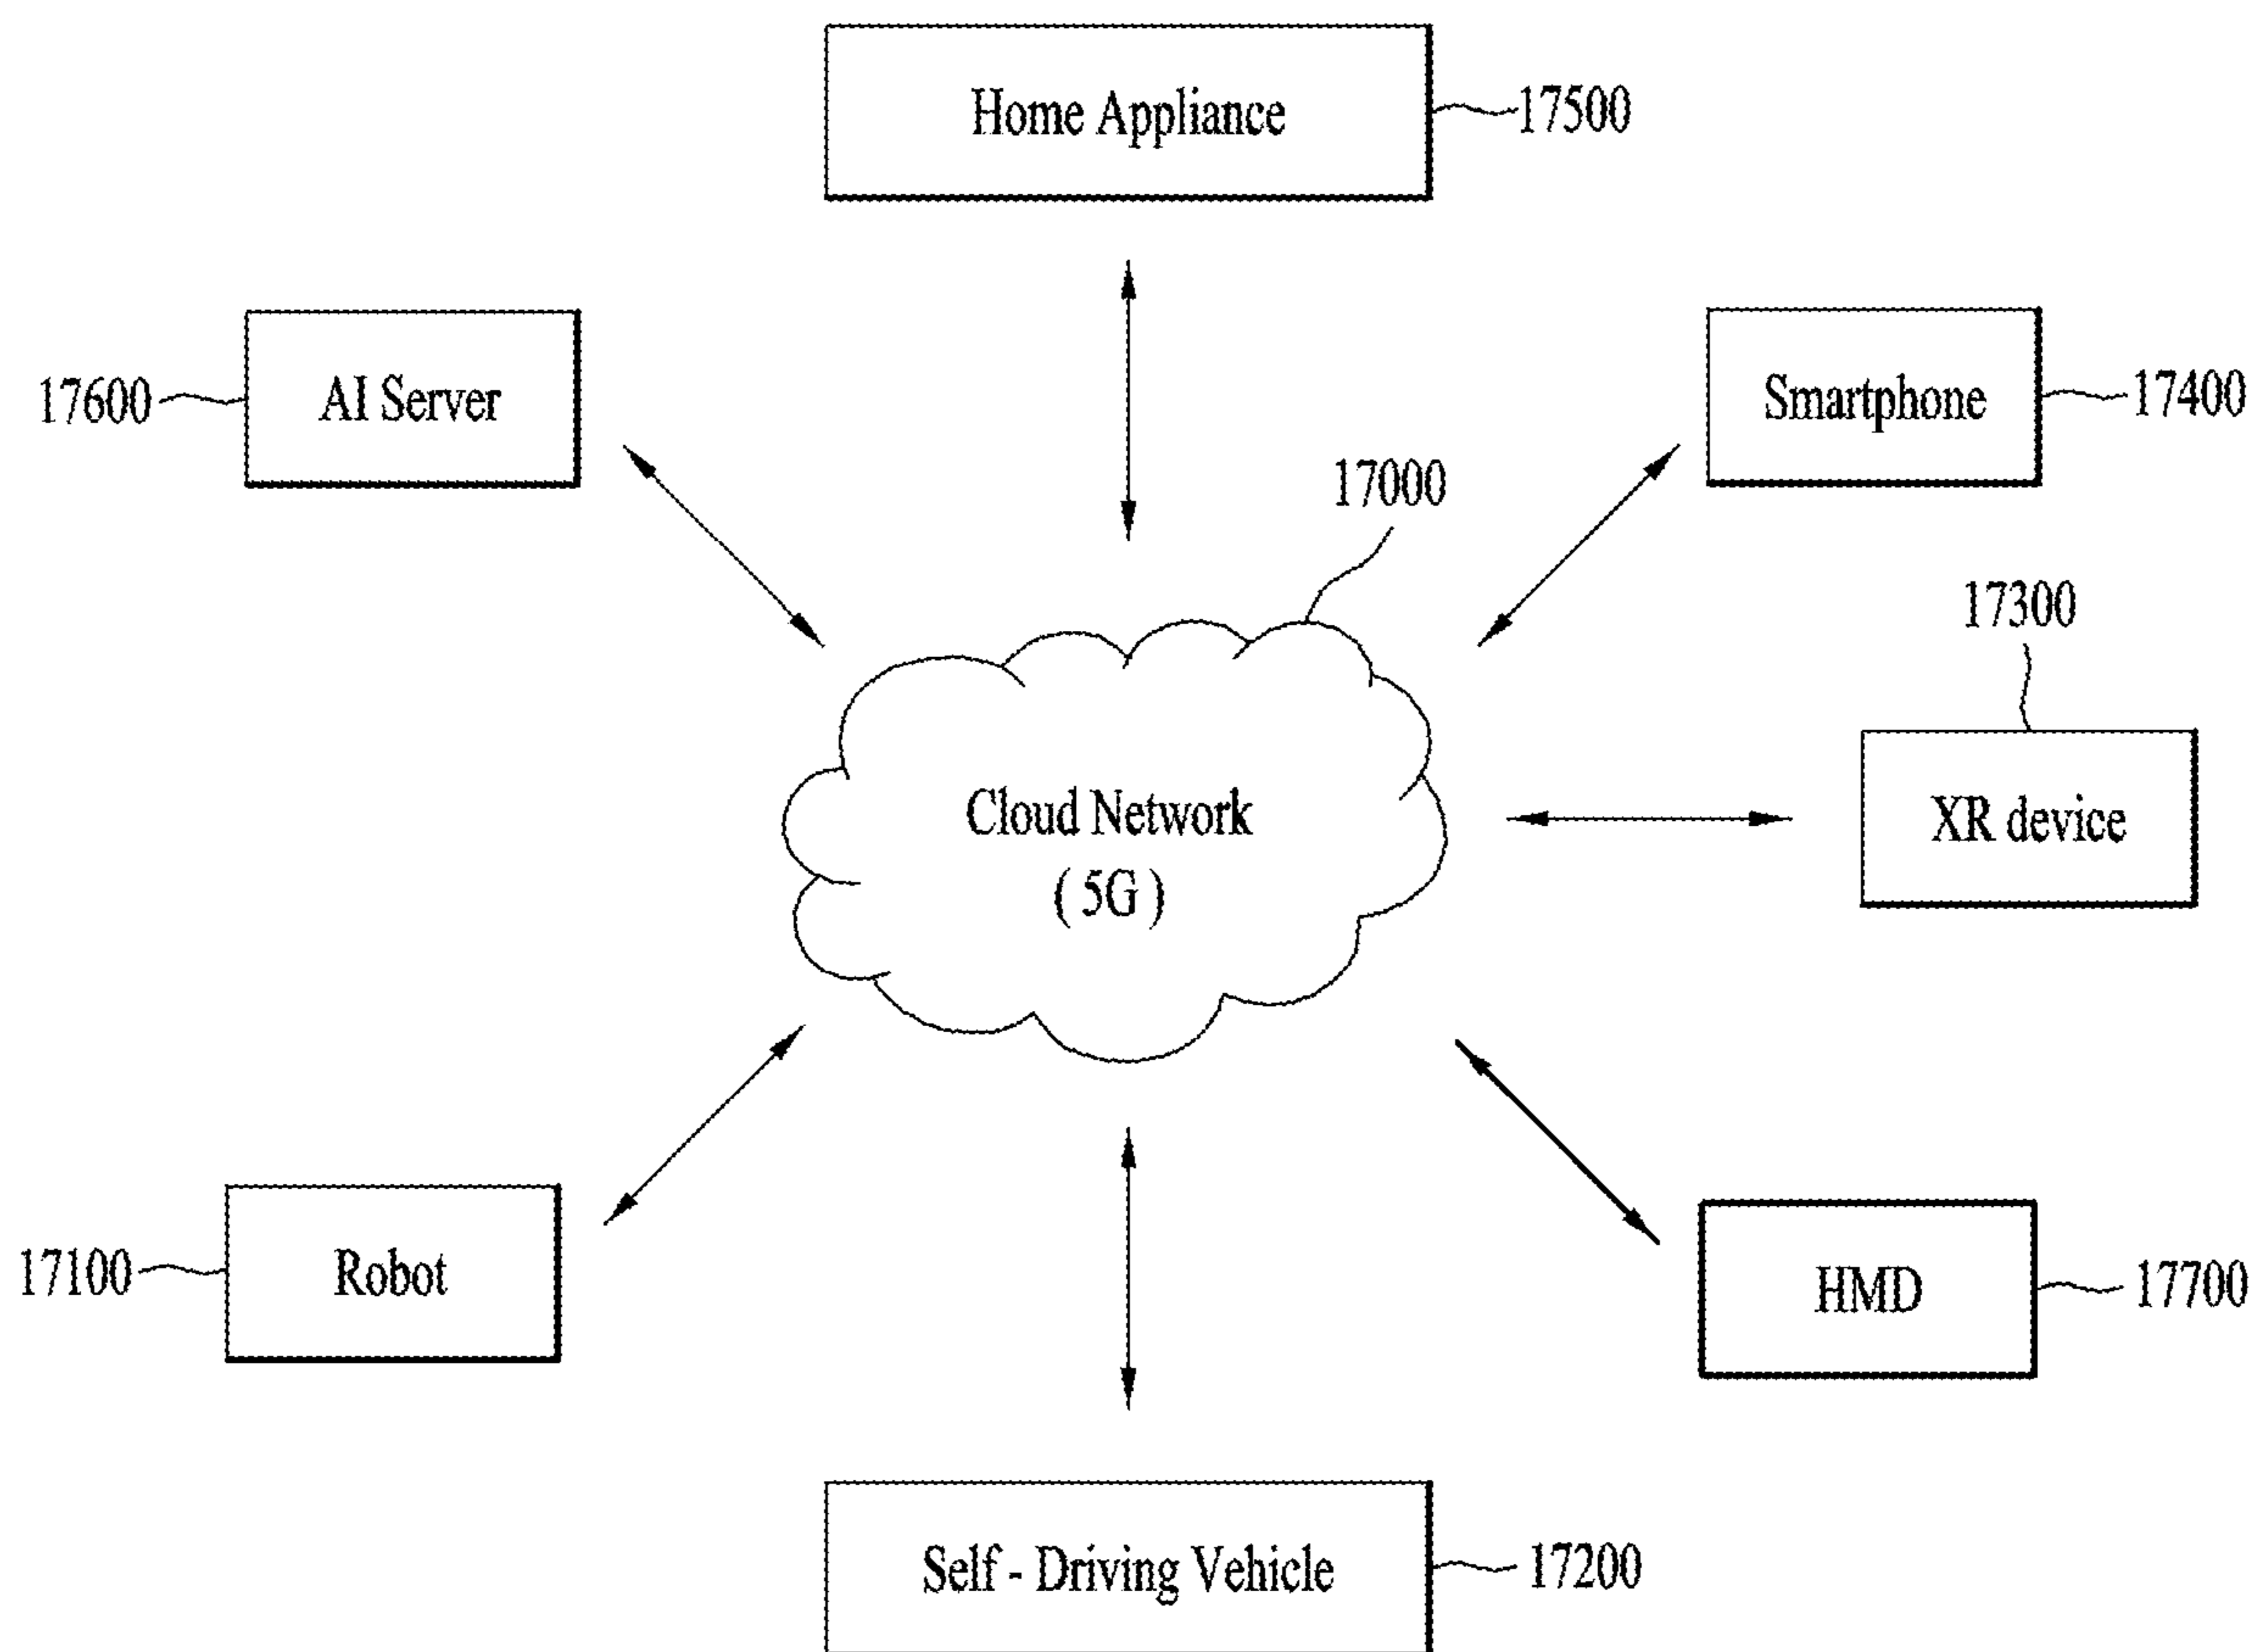 Home Appliance
17500
17600
AI Server
Smartphone
17400
17000
17300
Cloud Network
( 5G )
XR device
17100
Robot
HMD
17700
Self - Driving Vehicle
17200